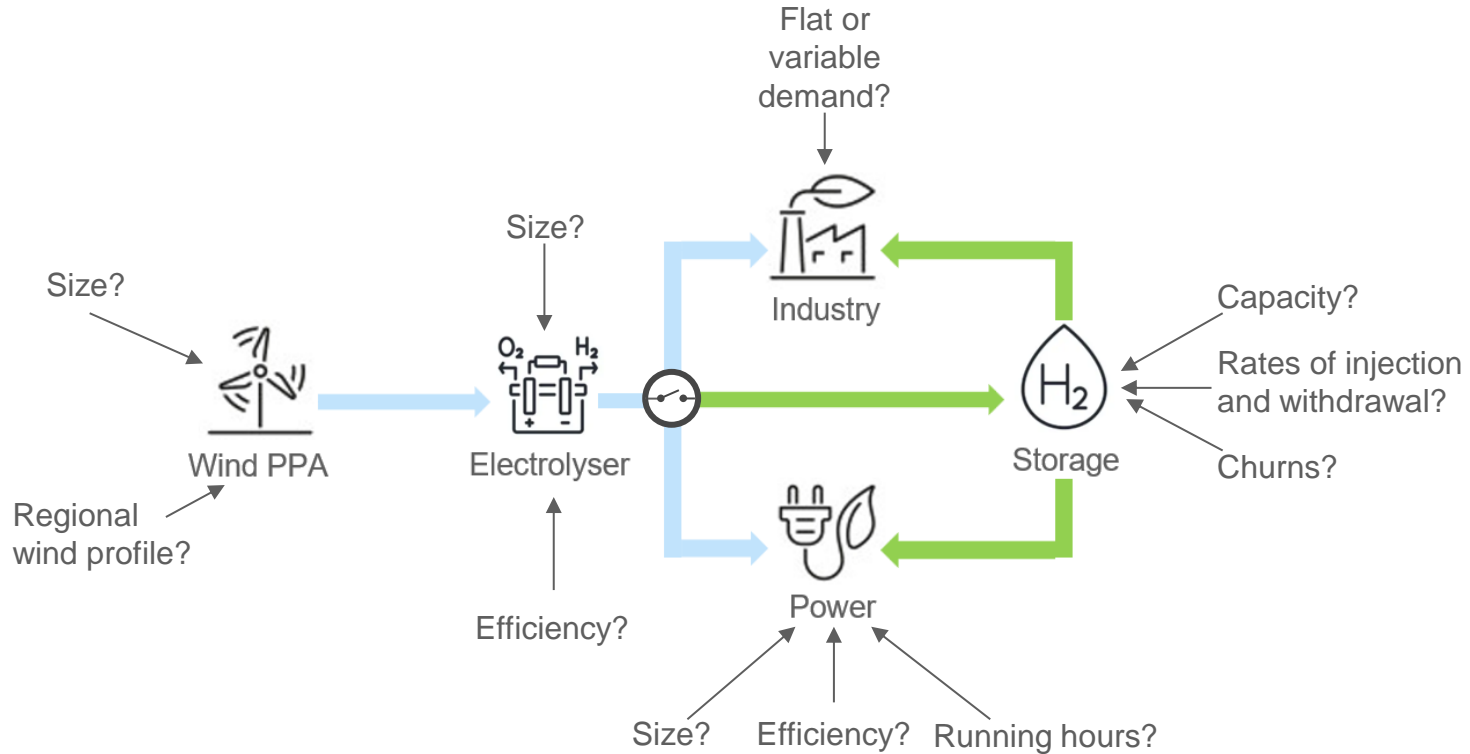 Flat or
variable
demand?
Size?
Size?
O₂
H₂
+ -
Industry
Capacity?
Rates of injection
and withdrawal?
H₂
Wind PPA
Electrolyser
Storage
Churns?
Regional
wind profile?
Power
Efficiency?
Size?
Efficiency?
Running hours?